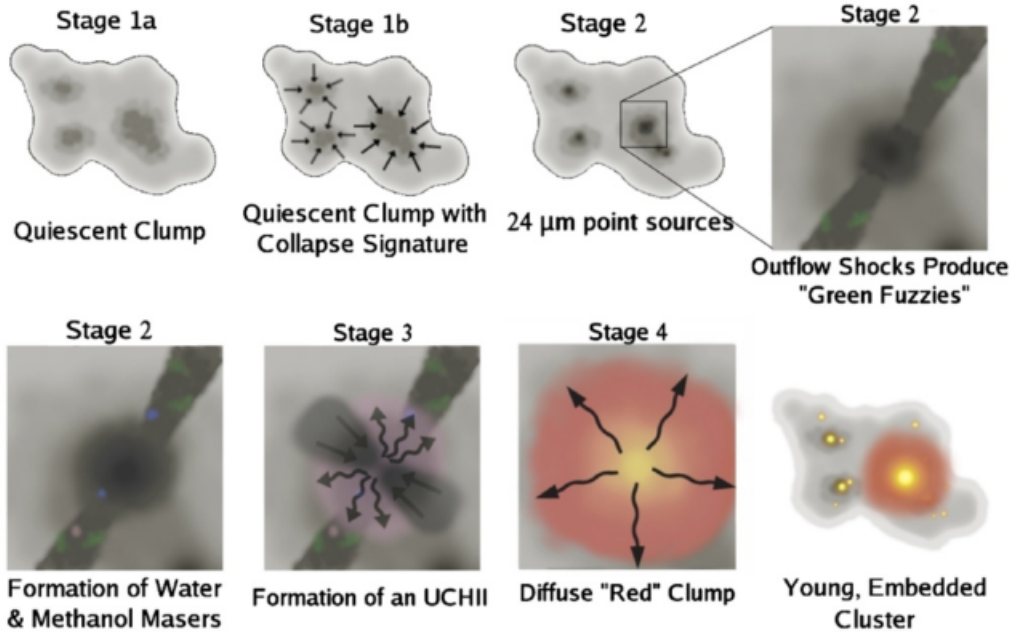 Stage 1a
Quiescent Clump
Stage 1b
Quiescent Clump with
Collapse Signature
Stage 2
24 µm point sources
Stage 2
Outflow Shocks Produce
"Green Fuzzies"
Stage 2
Formation of Water
& Methanol Masers
Stage 3
Formation of an UCHII
Stage 4
Diffuse "Red" Clump
Young, Embedded
Cluster